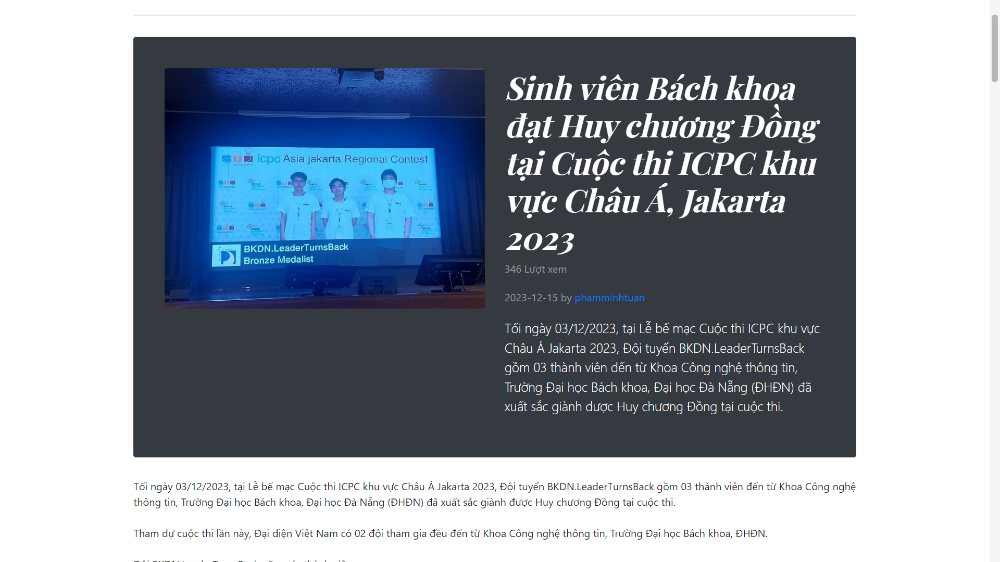 icpc Asia jakarta Regional Contest
icpc.foundation
BINUS
BKDN.LeaderTurnsBack
Bronze Medalist
Sinh viên Bách khoa
đạt Huy chương Đồng
tại Cuộc thi ICPC khu
vực Châu Á, Jakarta
2023
346 Lượt xem
2023-12-15 by phamminhtuan
Tối ngày 03/12/2023, tại Lễ bế mạc Cuộc thi ICPC khu vực
Châu Á Jakarta 2023, Đội tuyển BKDN.LeaderTurnsBack
gồm 03 thành viên đến từ Khoa Công nghệ thông tin,
Trường Đại học Bách khoa, Đại học Đà Nẵng (ĐHĐN) đã
xuất sắc giành được Huy chương Đồng tại cuộc thi.
Tối ngày 03/12/2023, tại Lễ bế mạc Cuộc thi ICPC khu vực Châu Á Jakarta 2023, Đội tuyển BKDN.LeaderTurnsBack gồm 03 thành viên đến từ Khoa Công nghệ
thông tin, Trường Đại học Bách khoa, Đại học Đà Nẵng (ĐHĐN) đã xuất sắc giành được Huy chương Đồng tại cuộc thi.
Tham dự cuộc thi lần này, Đại diện Việt Nam có 02 đội tham gia đều đến từ Khoa Công nghệ thông tin, Trường Đại học Bách khoa, ĐHĐN.